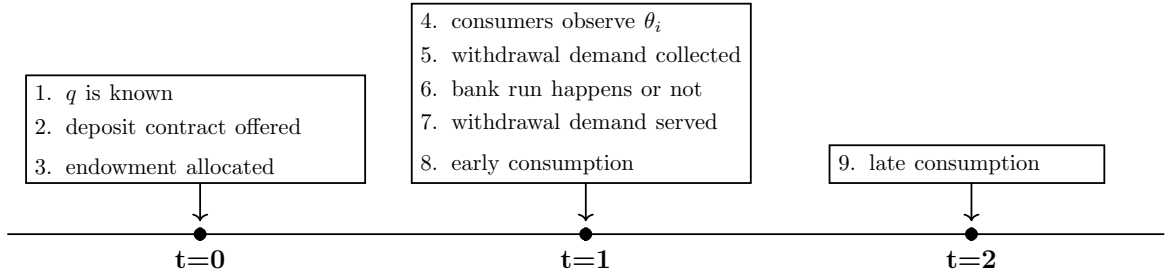 1. q is known
2. deposit contract offered
3. endowment allocated
4. consumers observe θ_i
5. withdrawal demand collected
6. bank run happens or not
7. withdrawal demand served
8. early consumption
9. late consumption
t=0
t=1
t=2